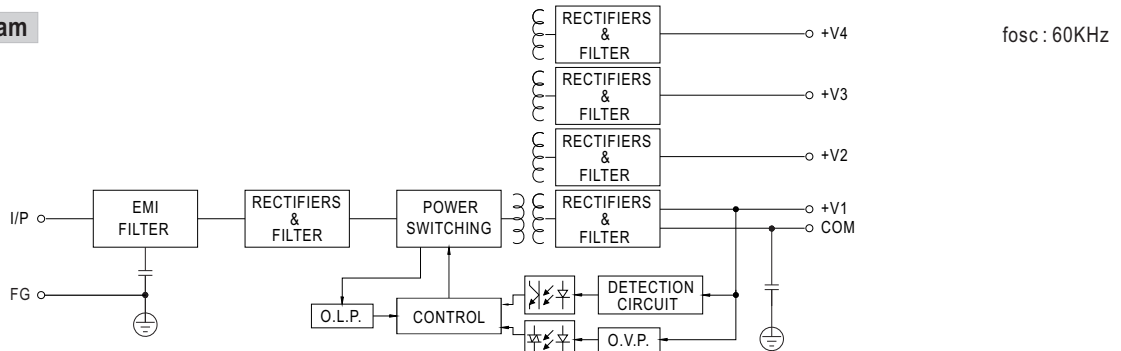 am
fosc : 60KHz
RECTIFIERS
&
FILTER
+V4
RECTIFIERS
&
FILTER
+V3
RECTIFIERS
&
FILTER
+V2
I/P
EMI
FILTER
RECTIFIERS
&
FILTER
POWER
SWITCHING
RECTIFIERS
&
FILTER
+V1
COM
FG
O.L.P.
CONTROL
DETECTION
CIRCUIT
O.V.P.